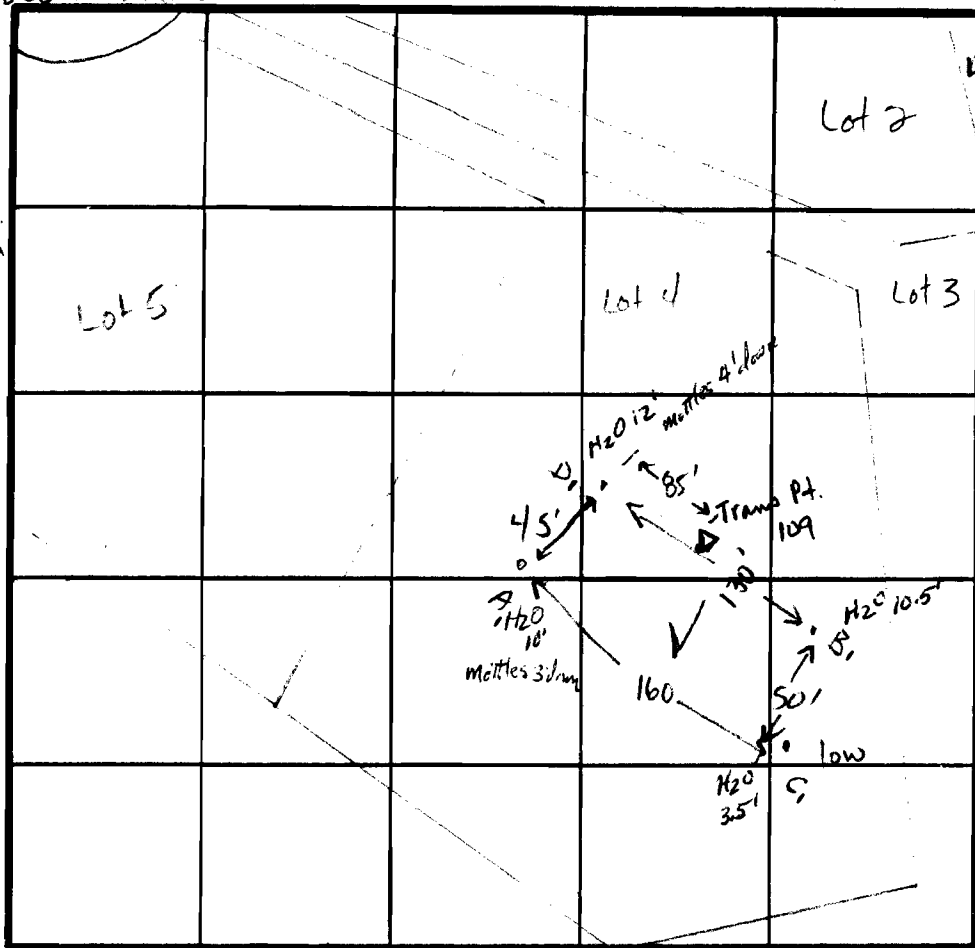 Lot 2
Lot 5
Lot 4
Lot 3
H2O 12'
mottles 4' down
D,
85'
45'
Trans Pt.
109
130'
A,
H2O
10'
mottles 3' down
H2O 10.5'
B,
160
50'
low
H2O
3.5'
C,